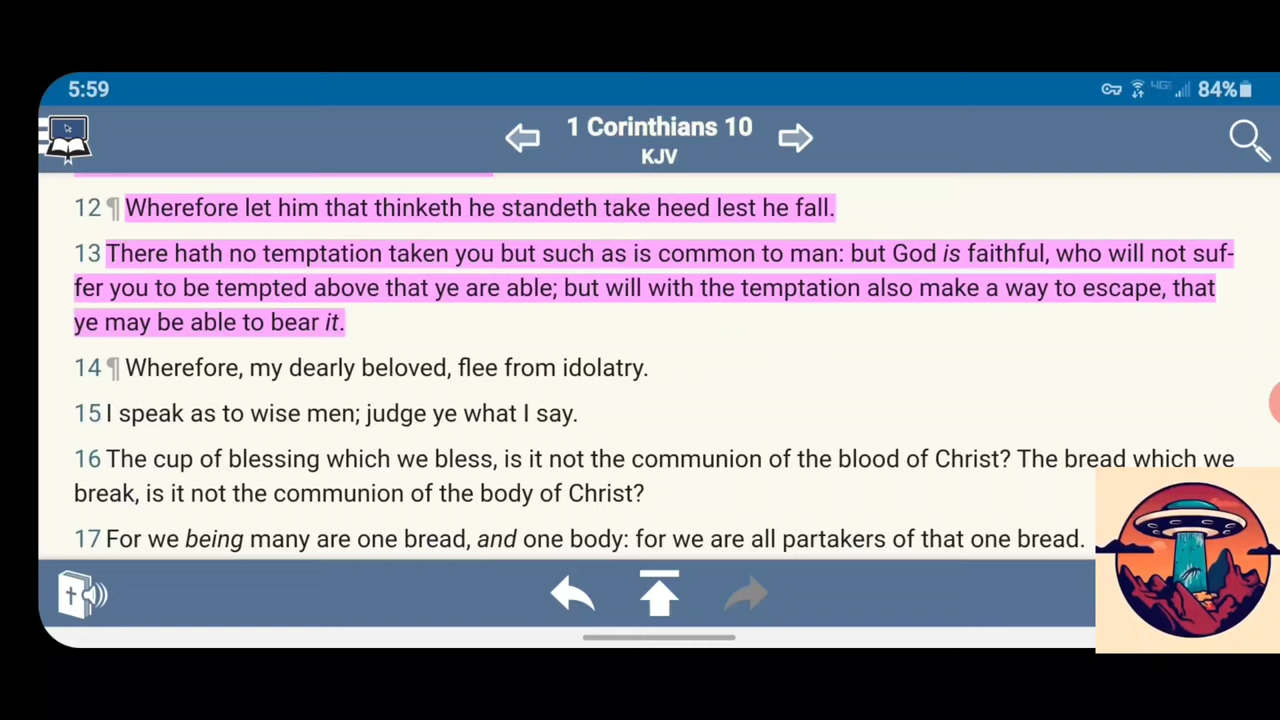 5:59 4GE 84%
1 Corinthians 10
KJV
12 ¶ Wherefore let him that thinketh he standeth take heed lest he fall.
13 There hath no temptation taken you but such as is common to man: but God is faithful, who will not suf-
fer you to be tempted above that ye are able; but will with the temptation also make a way to escape, that
ye may be able to bear it.
14 ¶ Wherefore, my dearly beloved, flee from idolatry.
15 I speak as to wise men; judge ye what I say.
16 The cup of blessing which we bless, is it not the communion of the blood of Christ? The bread which we
break, is it not the communion of the body of Christ?
17 For we being many are one bread, and one body: for we are all partakers of that one bread.